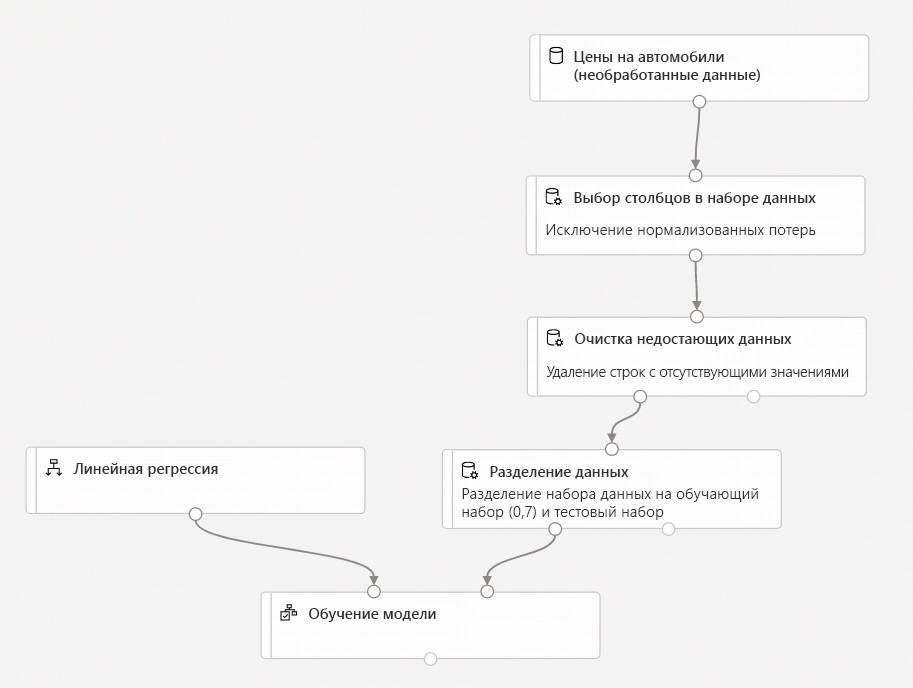 Цены на автомобили
(необработанные данные)
Выбор столбцов в наборе данных
Исключение нормализованных потерь
Очистка недостающих данных
Удаление строк с отсутствующими значениями
Линейная регрессия
Разделение данных
Разделение набора данных на обучающий
набор (0,7) и тестовый набор
Обучение модели